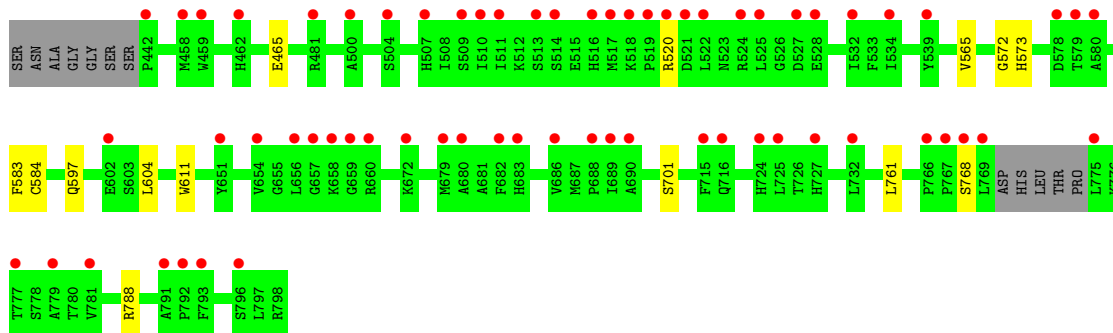 SER ASN ALA GLY GLY SER SER P442 M458 W459 H462 E465 R481 A500 S504 H507 I508 S509 I510 I511 K512 S513 S514 E515 H516 M517 K518 P519 R520 D521 L522 N523 R524 L525 G526 D527 E528 I532 F533 I534 Y539 V565 G572 H573 D578 T579 A580
F583 C584 Q597 E602 S603 L604 W611 Y651 V654 G655 L656 G657 K658 G659 R660 K672 M679 A680 A681 F682 H683 V686 M687 P688 I689 A690 S701 F715 Q716 H724 L725 T726 H727 L732 L761 P766 P767 S768 L769 ASP HIS LEU THR PRO L775
T777 S778 A779 T780 V781 R788 A791 P792 F793 S796 L797 R798